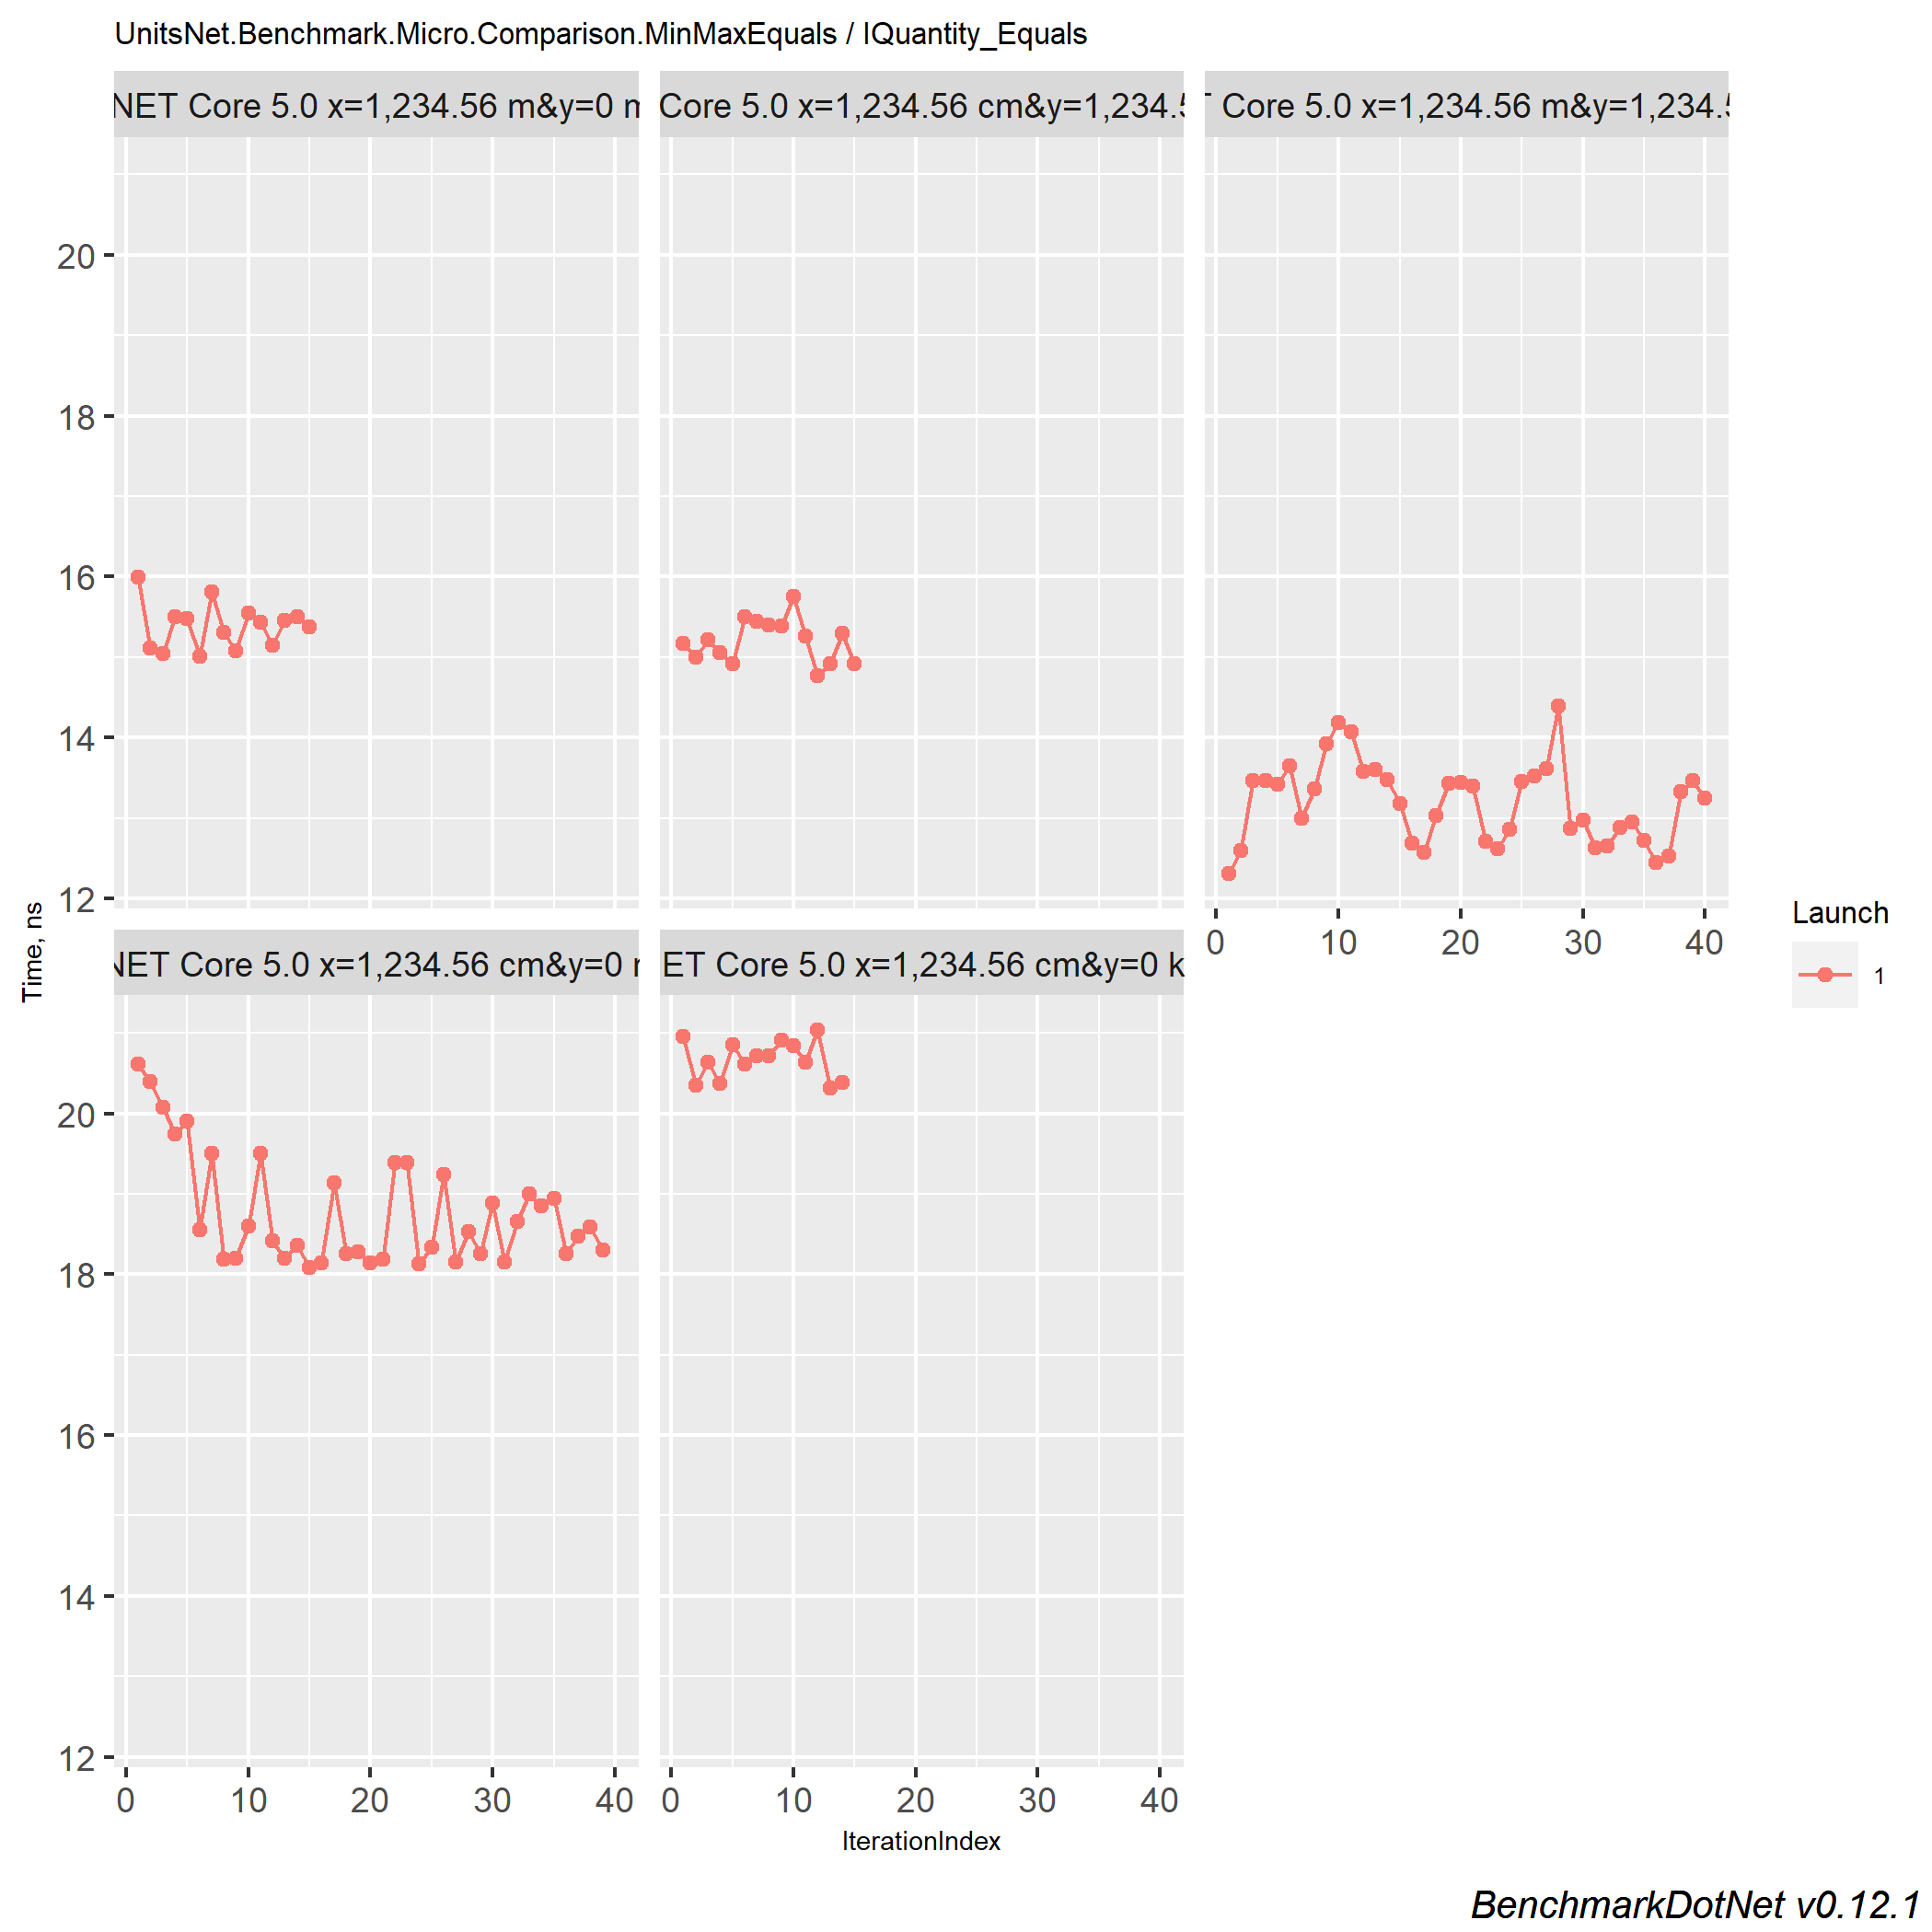 UnitsNet.Benchmark.Micro.Comparison.MinMaxEquals / IQuantity_Equals
NET Core 5.0 x=1,234.56 m&y=0
Core 5.0 x=1,234.56 cm&y=1,234.5
Core 5.0 x=1,234.56 m&y=1,234.5
20
18
16
14
12
0 10 20 30 40
Time, ns
Launch
1
NET Core 5.0 x=1,234.56 cm&y=0
ET Core 5.0 x=1,234.56 cm&y=0 k
20
18
16
14
12
0 10 20 30 40
0 10 20 30 40
IterationIndex
BenchmarkDotNet v0.12.1